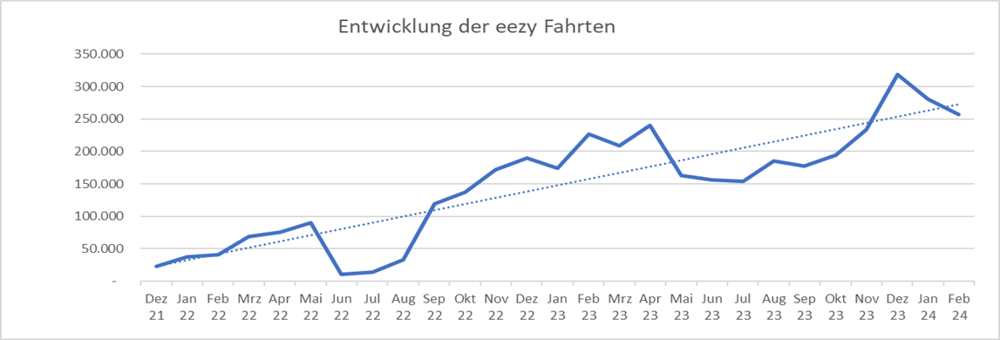 Entwicklung der eezy Fahrten
350.000
300.000
250.000
200.000
150.000
100.000
50.000
-
Dez Jan Feb Mrz Apr Mai Jun Jul Aug Sep Okt Nov Dez Jan Feb Mrz Apr Mai Jun Jul Aug Sep Okt Nov Dez Jan Feb
21 22 22 22 22 22 22 22 22 22 22 22 22 23 23 23 23 23 23 23 23 23 23 23 23 24 24